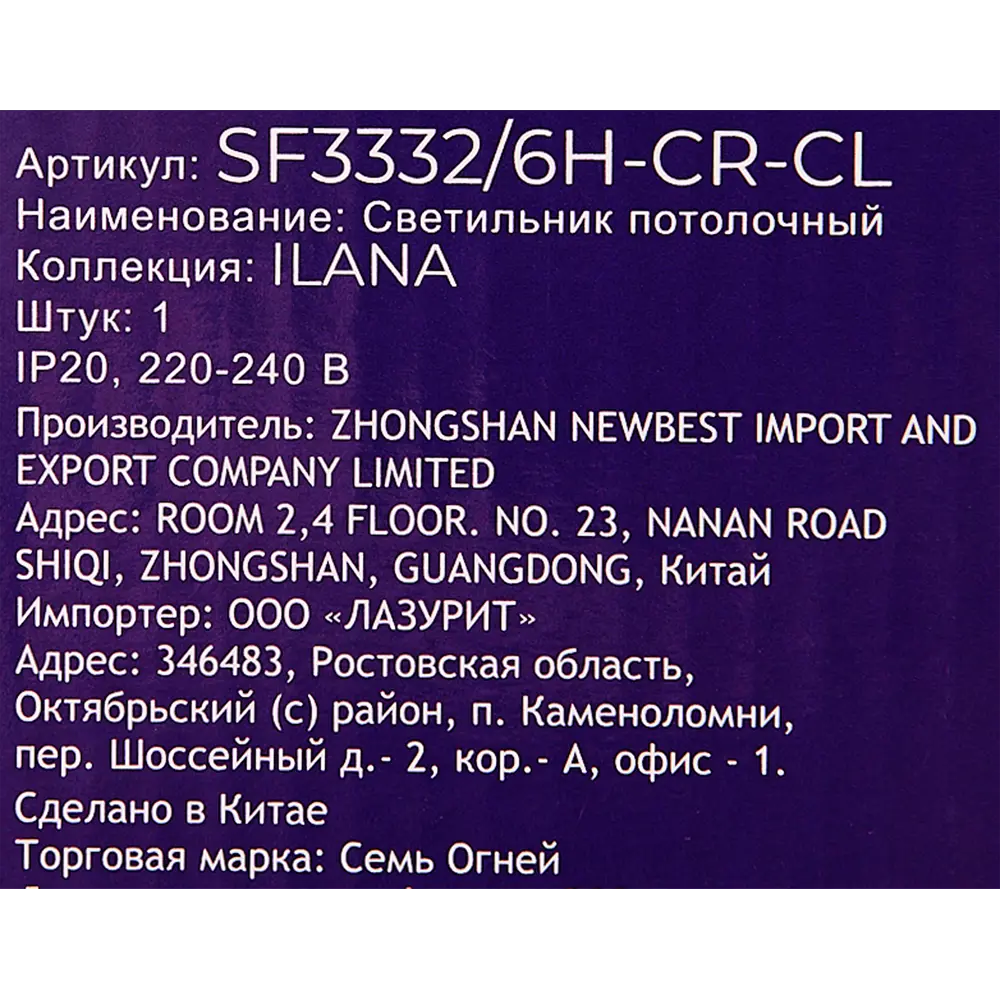 Артикул: SF3332/6H-CR-CL
Наименование: Светильник потолочный
Коллекция: ILANA
Штук: 1
IP20, 220-240 В
Производитель: ZHONGSHAN NEWBEST IMPORT AND
EXPORT COMPANY LIMITED
Адрес: ROOM 2,4 FLOOR. NO. 23, NANAN ROAD
SHIQI, ZHONGSHAN, GUANGDONG, Китай
Импортер: ООО «ЛАЗУРИТ»
Адрес: 346483, Ростовская область,
Октябрьский (с) район, п. Каменоломни,
пер. Шоссейный д.- 2, кор.- А, офис - 1.
Сделано в Китае
Торговая марка: Семь Огней